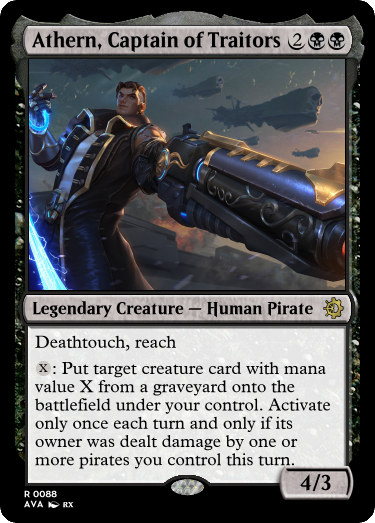 Athern, Captain of Traitors 2
Legendary Creature — Human Pirate
Deathtouch, reach
X: Put target creature card with mana
value X from a graveyard onto the
battlefield under your control. Activate
only once each turn and only if its
owner was dealt damage by one or
more pirates you control this turn.
4/3
R 0088
AVA RX